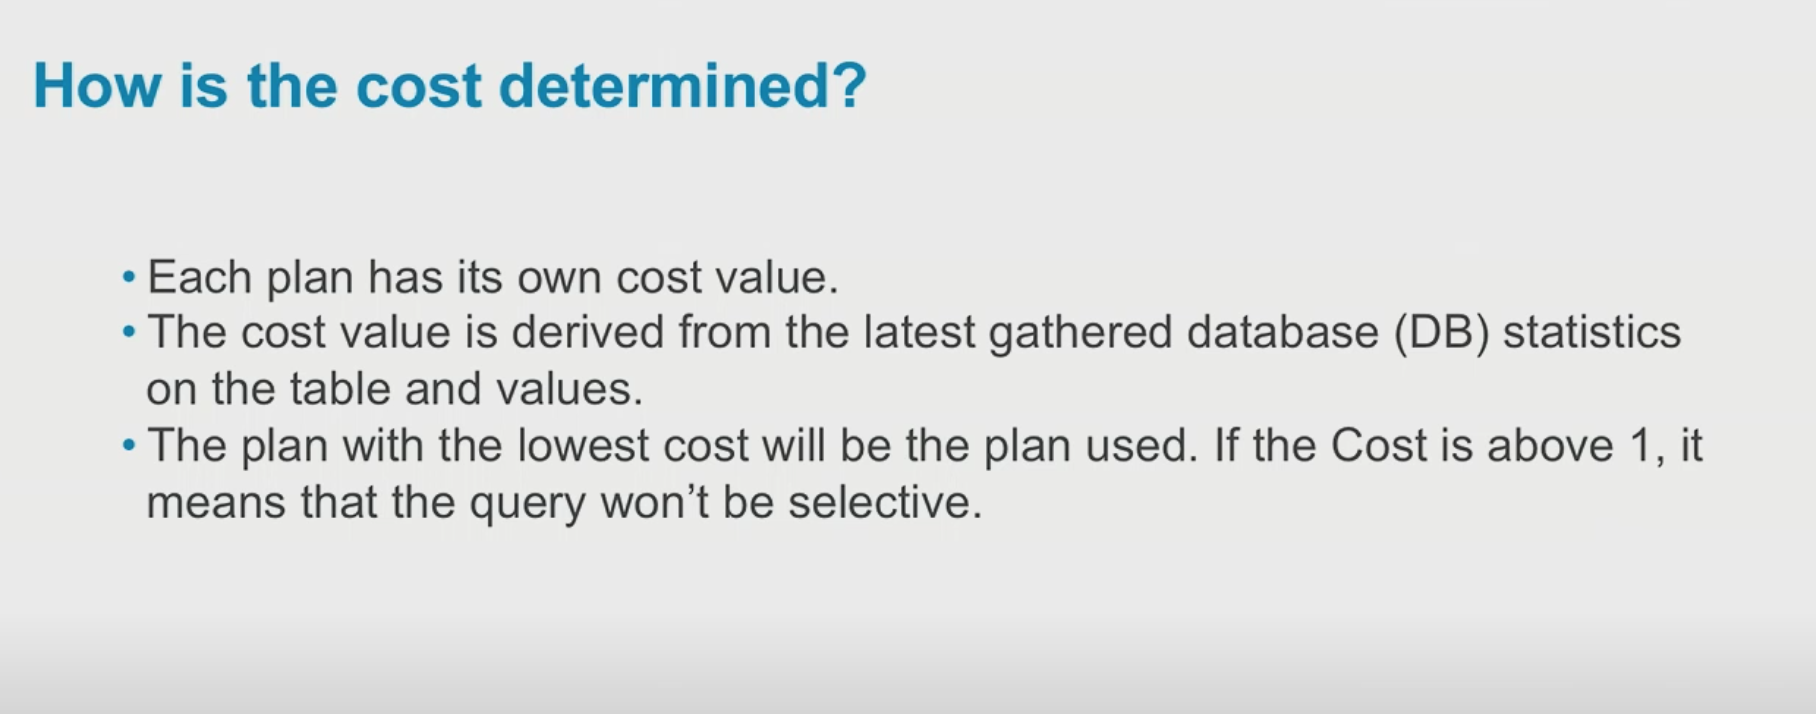 How is the cost determined?
• Each plan has its own cost value.
• The cost value is derived from the latest gathered database (DB) statistics
on the table and values.
• The plan with the lowest cost will be the plan used. If the Cost is above 1, it
means that the query won’t be selective.